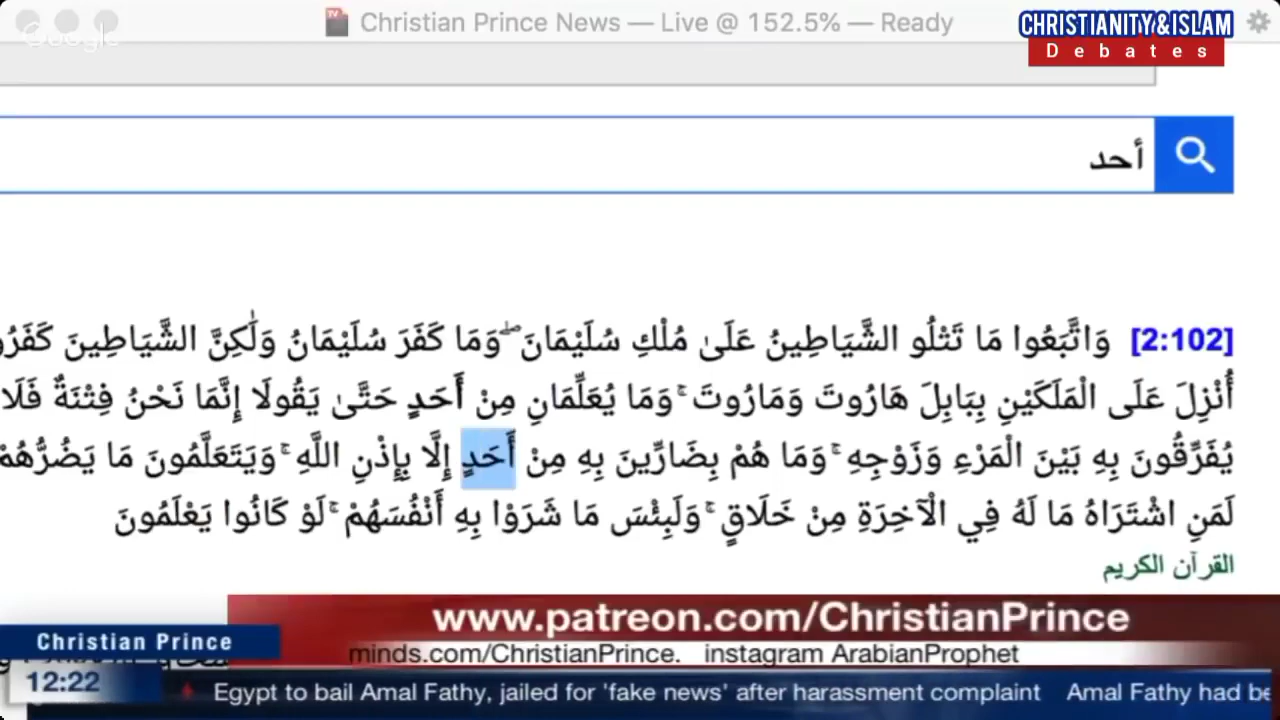 Christian Prince News — Live @ 152.5% — Ready
Google
CHRISTIANITY & ISLAM
Debates
أحد
[2:102] وَاتَّبَعُوا مَا تَتْلُو الشَّيَاطِينُ عَلَىٰ مُلْكِ سُلَيْمَانَ ۖ وَمَا كَفَرَ سُلَيْمَانُ وَلَٰكِنَّ الشَّيَاطِينَ
أُنْزِلَ عَلَى الْمَلَكَيْنِ بِبَابِلَ هَارُوتَ وَمَارُوتَ ۚ وَمَا يُعَلِّمَانِ مِنْ أَحَدٍ حَتَّىٰ يَقُولَا إِنَّمَا نَحْنُ فِتْنَةٌ فَلَا
يُفَرِّقُونَ بِهِ بَيْنَ الْمَرْءِ وَزَوْجِهِ ۚ وَمَا هُمْ بِضَارِّينَ بِهِ مِنْ أَحَدٍ إِلَّا بِإِذْنِ اللَّهِ ۚ وَيَتَعَلَّمُونَ مَا يَضُرُّهُمْ
لَمَنِ اشْتَرَاهُ مَا لَهُ فِي الْآخِرَةِ مِنْ خَلَاقٍ ۚ وَلَبِئْسَ مَا شَرَوْا بِهِ أَنْفُسَهُمْ ۚ لَوْ كَانُوا يَعْلَمُونَ
القرآن الكريم
www.patreon.com/ChristianPrince
Christian Prince
minds.com/ChristianPrince. instagram ArabianProphet
12:22
Egypt to bail Amal Fathy, jailed for 'fake news' after harassment complaint Amal Fathy had be